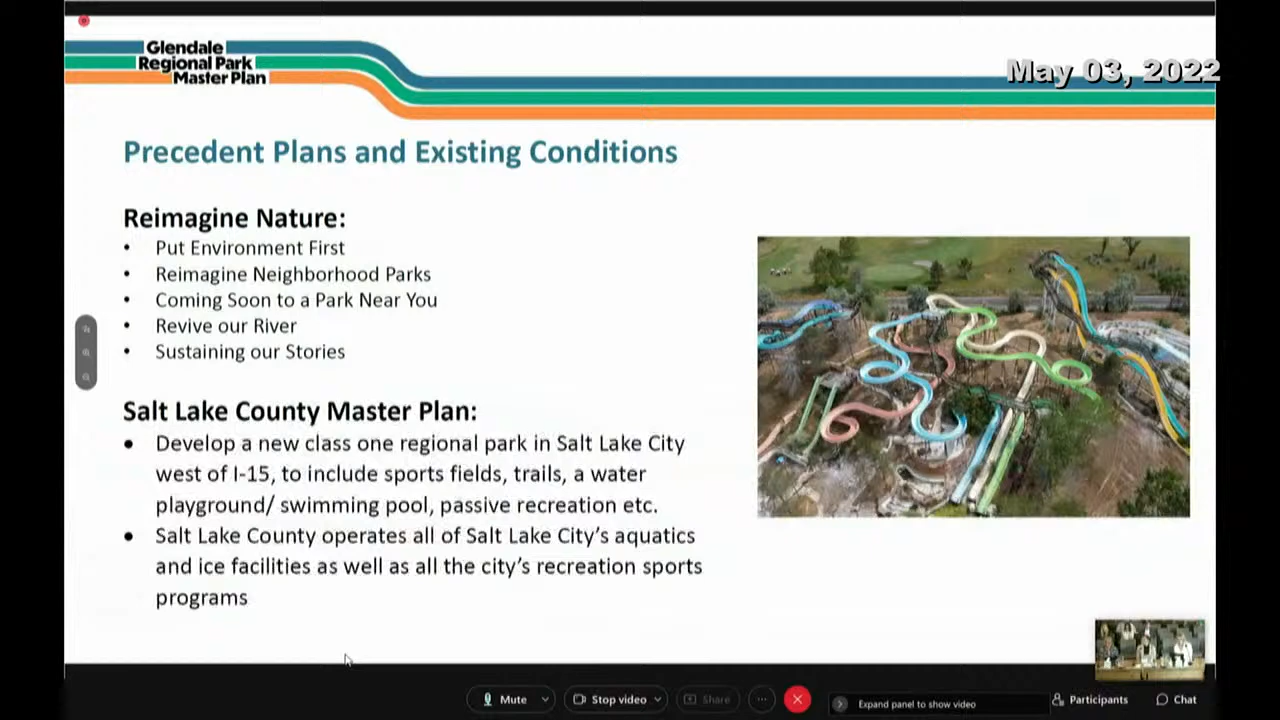 Glendale
Regional Park
Master Plan
May 03, 2022
Precedent Plans and Existing Conditions
Reimagine Nature:
• Put Environment First
• Reimagine Neighborhood Parks
• Coming Soon to a Park Near You
• Revive our River
• Sustaining our Stories
Salt Lake County Master Plan:
● Develop a new class one regional park in Salt Lake City
west of I-15, to include sports fields, trails, a water
playground/ swimming pool, passive recreation etc.
● Salt Lake County operates all of Salt Lake City's aquatics
and ice facilities as well as all the city's recreation sports
programs
Mute
Stop video
Share
Expand panel to show video
Participants
Chat